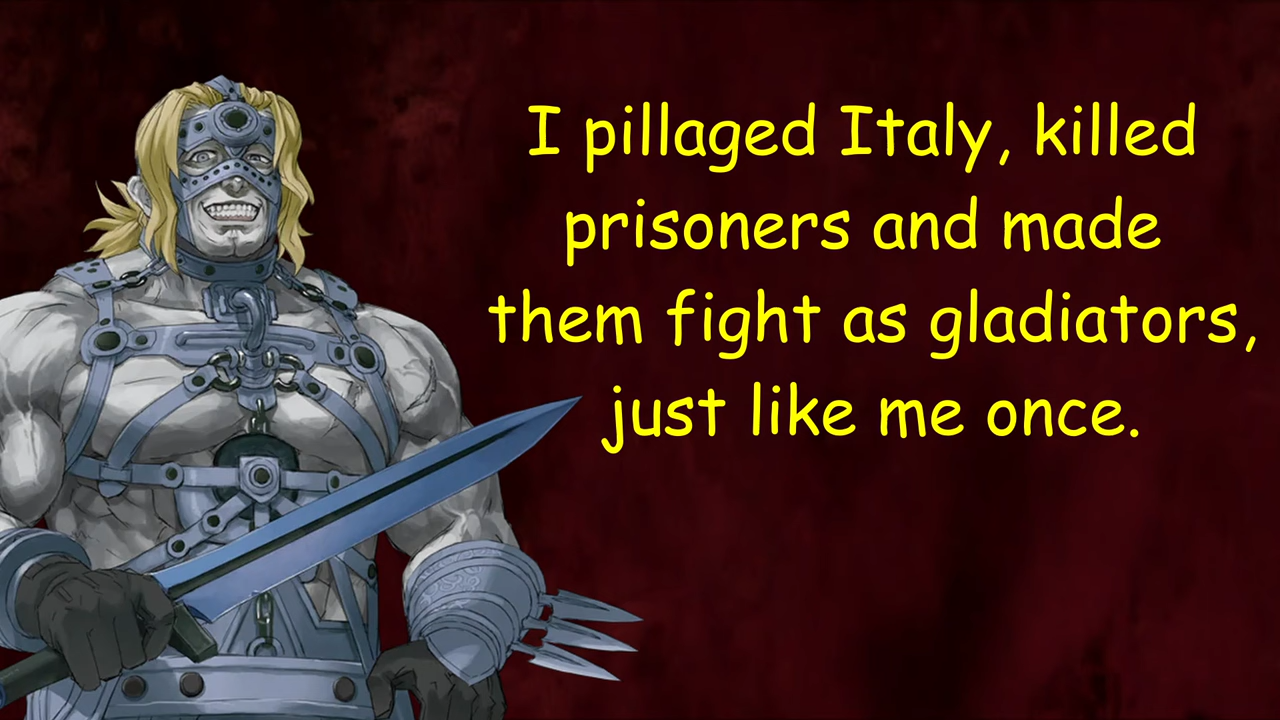 I pillaged Italy, killed
prisoners and made
them fight as gladiators,
just like me once.